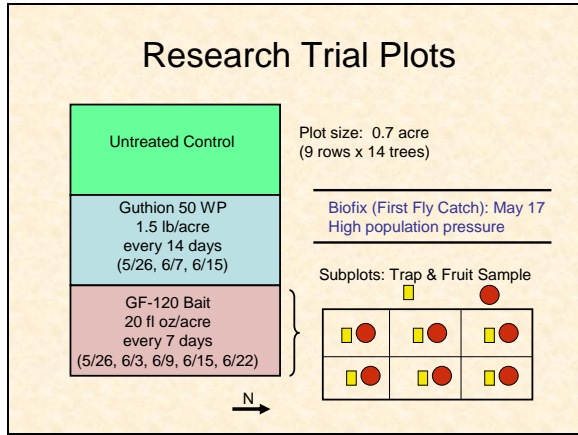 Research Trial Plots
Untreated Control
Plot size: 0.7 acre
(9 rows x 14 trees)
Guthion 50 WP
1.5 lb/acre
every 14 days
(5/26, 6/7, 6/15)
Biofix (First Fly Catch): May 17
High population pressure
GF-120 Bait
20 fl oz/acre
every 7 days
(5/26, 6/3, 6/9, 6/15, 6/22)
Subplots: Trap & Fruit Sample
N